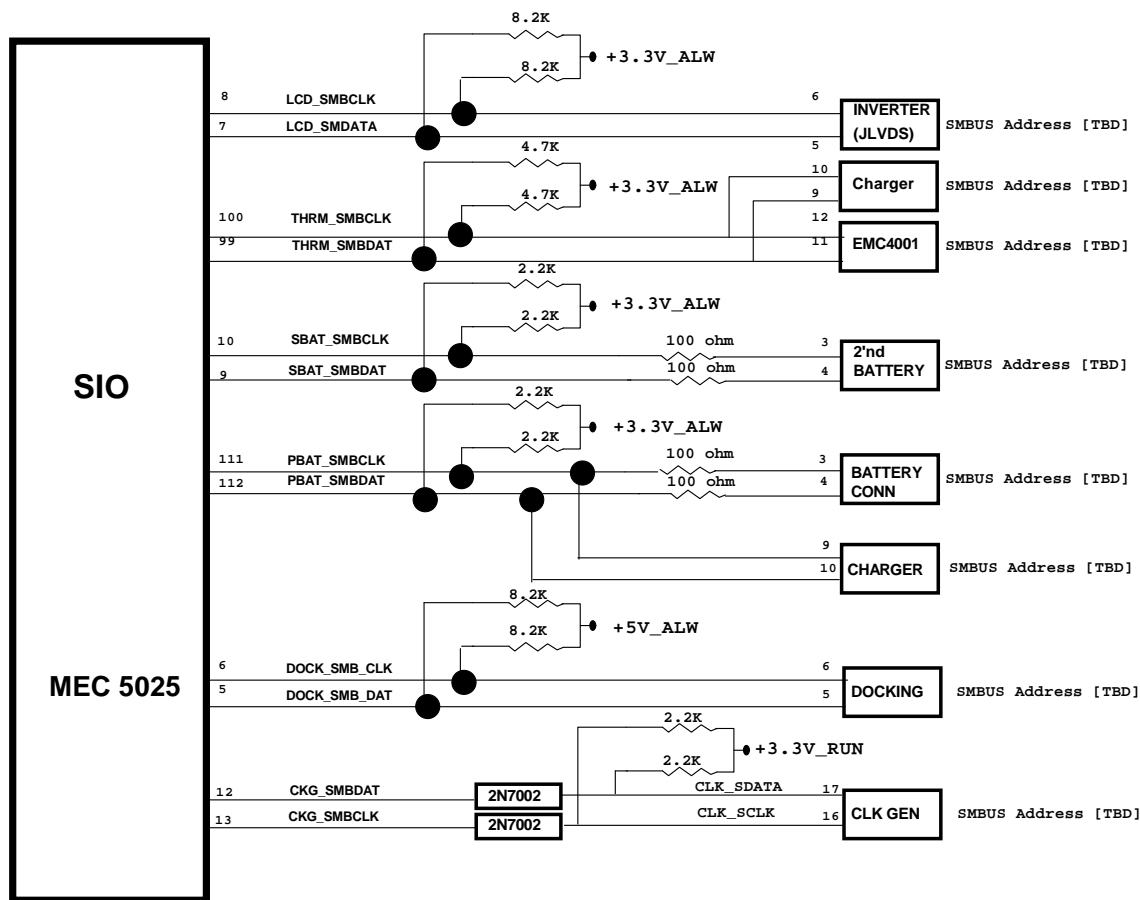 8.2K
+3.3V_ALW
8.2K
8 LCD_SMBCLK 6
7 LCD_SMDATA 5
INVERTER
(JLVDS)
SMBUS Address [TBD]
4.7K
+3.3V_ALW
4.7K
10
9
Charger
SMBUS Address [TBD]
100 THRM_SMBCLK 12
99 THRM_SMBDAT 11
EMC4001
SMBUS Address [TBD]
2.2K
+3.3V_ALW
2.2K
10 SBAT_SMBCLK 100 ohm 3
9 SBAT_SMBDAT 100 ohm 4
2'nd
BATTERY
SMBUS Address [TBD]
SIO
2.2K
+3.3V_ALW
2.2K
111 PBAT_SMBCLK 100 ohm 3
112 PBAT_SMBDAT 100 ohm 4
BATTERY
CONN
SMBUS Address [TBD]
9
10
CHARGER
SMBUS Address [TBD]
8.2K
+5V_ALW
8.2K
MEC 5025
6 DOCK_SMB_CLK 6
5 DOCK_SMB_DAT 5
DOCKING
SMBUS Address [TBD]
2.2K
+3.3V_RUN
2.2K
12 CKG_SMBDAT 2N7002 CLK_SDATA 17
13 CKG_SMBCLK 2N7002 CLK_SCLK 16
CLK GEN
SMBUS Address [TBD]